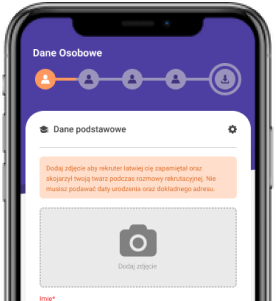 Dane Osobowe
Dane podstawowe
Dodaj zdjęcie aby rekruter łatwiej cię zapamiętał oraz
skojarzył twoją twarz podczas rozmowy rekrutacyjnej. Nie
musisz podawać daty urodzenia oraz dokładnego adresu.
Dodaj zdjęcie
Imię*